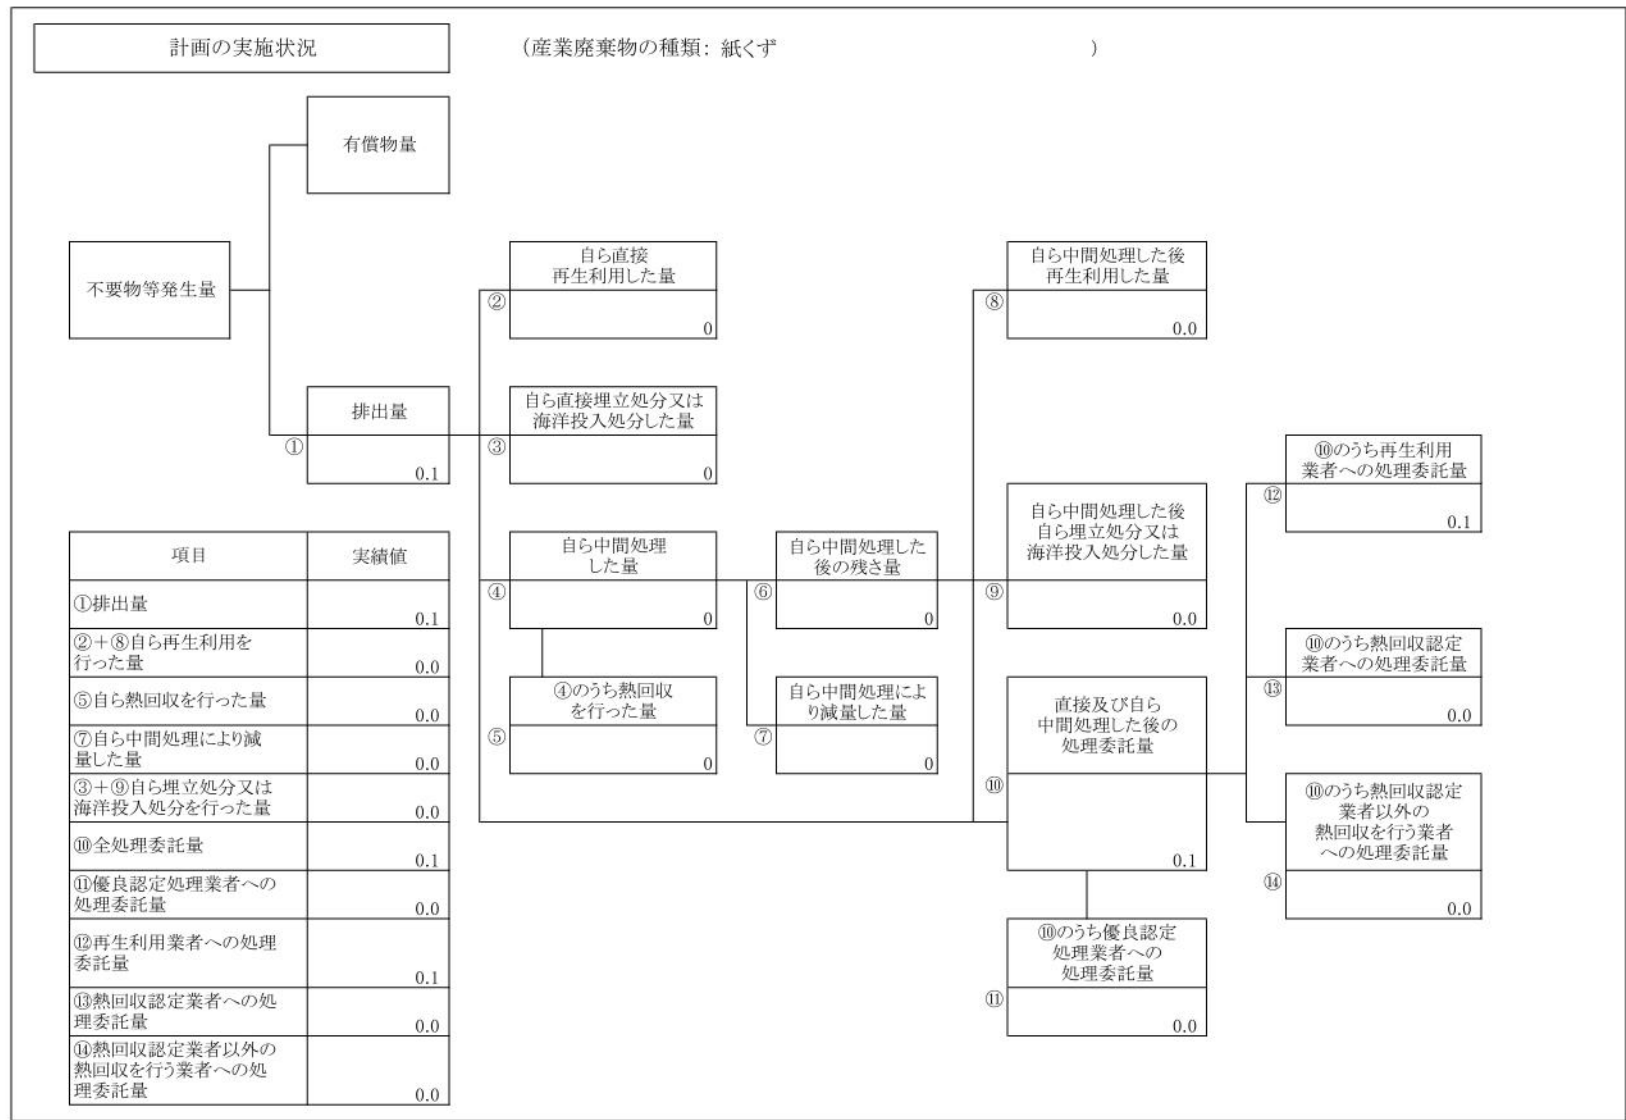 計画の実施状況
（産業廃棄物の種類：紙くず　）
有償物量
不要物等発生量
排出量
①
0.1
自ら直接
再生利用した量
②
0
自ら直接埋立処分又は
海洋投入処分した量
③
0
自ら中間処理
した量
④
0
④のうち熱回収
を行った量
⑤
0
自ら中間処理した
後の残さ量
⑥
0
自ら中間処理によ
り減量した量
⑦
0
自ら中間処理した後
再生利用した量
⑧
0.0
自ら中間処理した後
自ら埋立処分又は
海洋投入処分した量
⑨
0.0
直接及び自ら
中間処理した後の
処理委託量
⑩
0.1
⑩のうち優良認定
処理業者への
処理委託量
⑪
0.0
⑩のうち再生利用
業者への処理委託量
⑫
0.1
⑩のうち熱回収認定
業者への処理委託量
⑬
0.0
⑩のうち熱回収認定
業者以外の
熱回収を行う業者
への処理委託量
⑭
0.0
項目 実績値
①排出量
0.1
②＋⑧自ら再生利用を
行った量
0.0
⑤自ら熱回収を行った量
0.0
⑦自ら中間処理により減
量した量
0.0
③＋⑨自ら埋立処分又は
海洋投入処分を行った量
0.0
⑩全処理委託量
0.1
⑪優良認定処理業者への
処理委託量
0.0
⑫再生利用業者への処理
委託量
0.1
⑬熱回収認定業者への処
理委託量
0.0
⑭熱回収認定業者以外の
熱回収を行う業者への処
理委託量
0.0